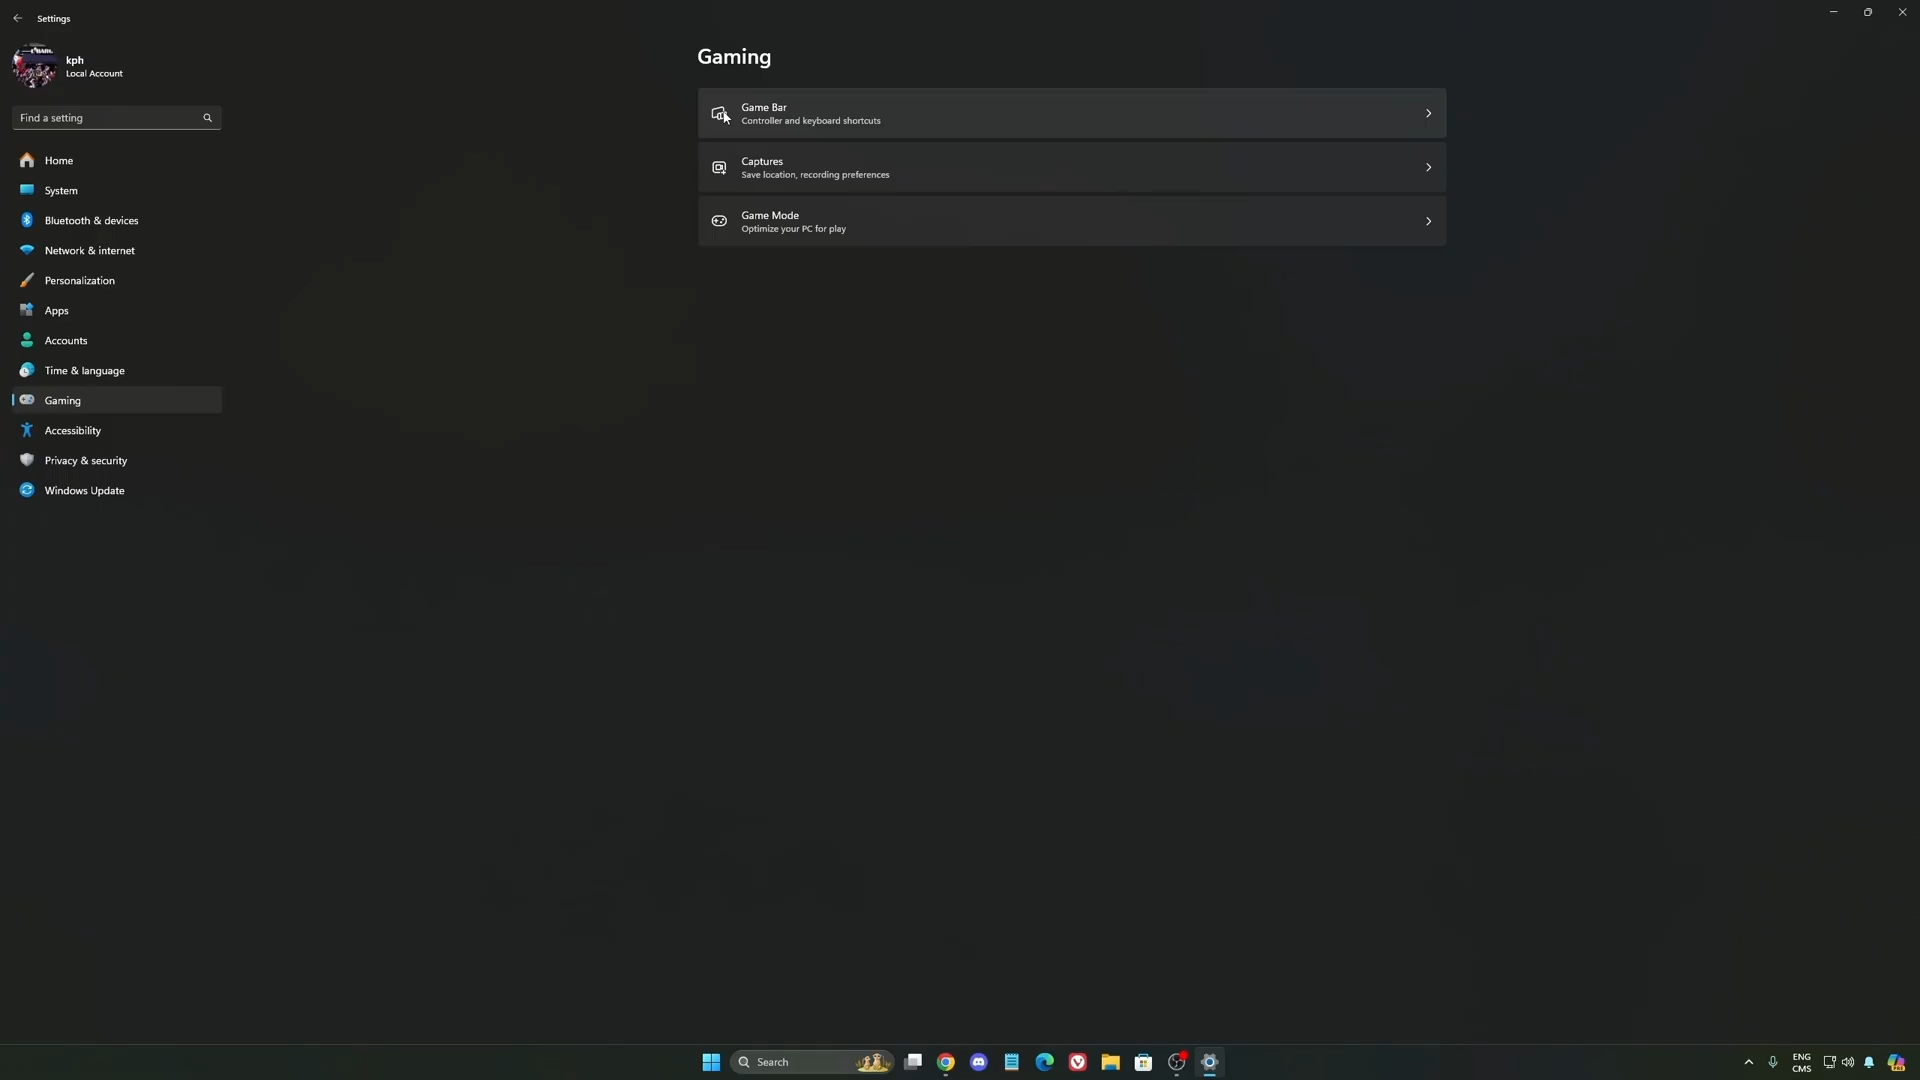 Settings
kph
Local Account
Find a setting
Home
System
Bluetooth & devices
Network & internet
Personalization
Apps
Accounts
Time & language
Gaming
Accessibility
Privacy & security
Windows Update
Gaming
Game Bar
Controller and keyboard shortcuts
Captures
Save location, recording preferences
Game Mode
Optimize your PC for play
Search
ENG
CMS